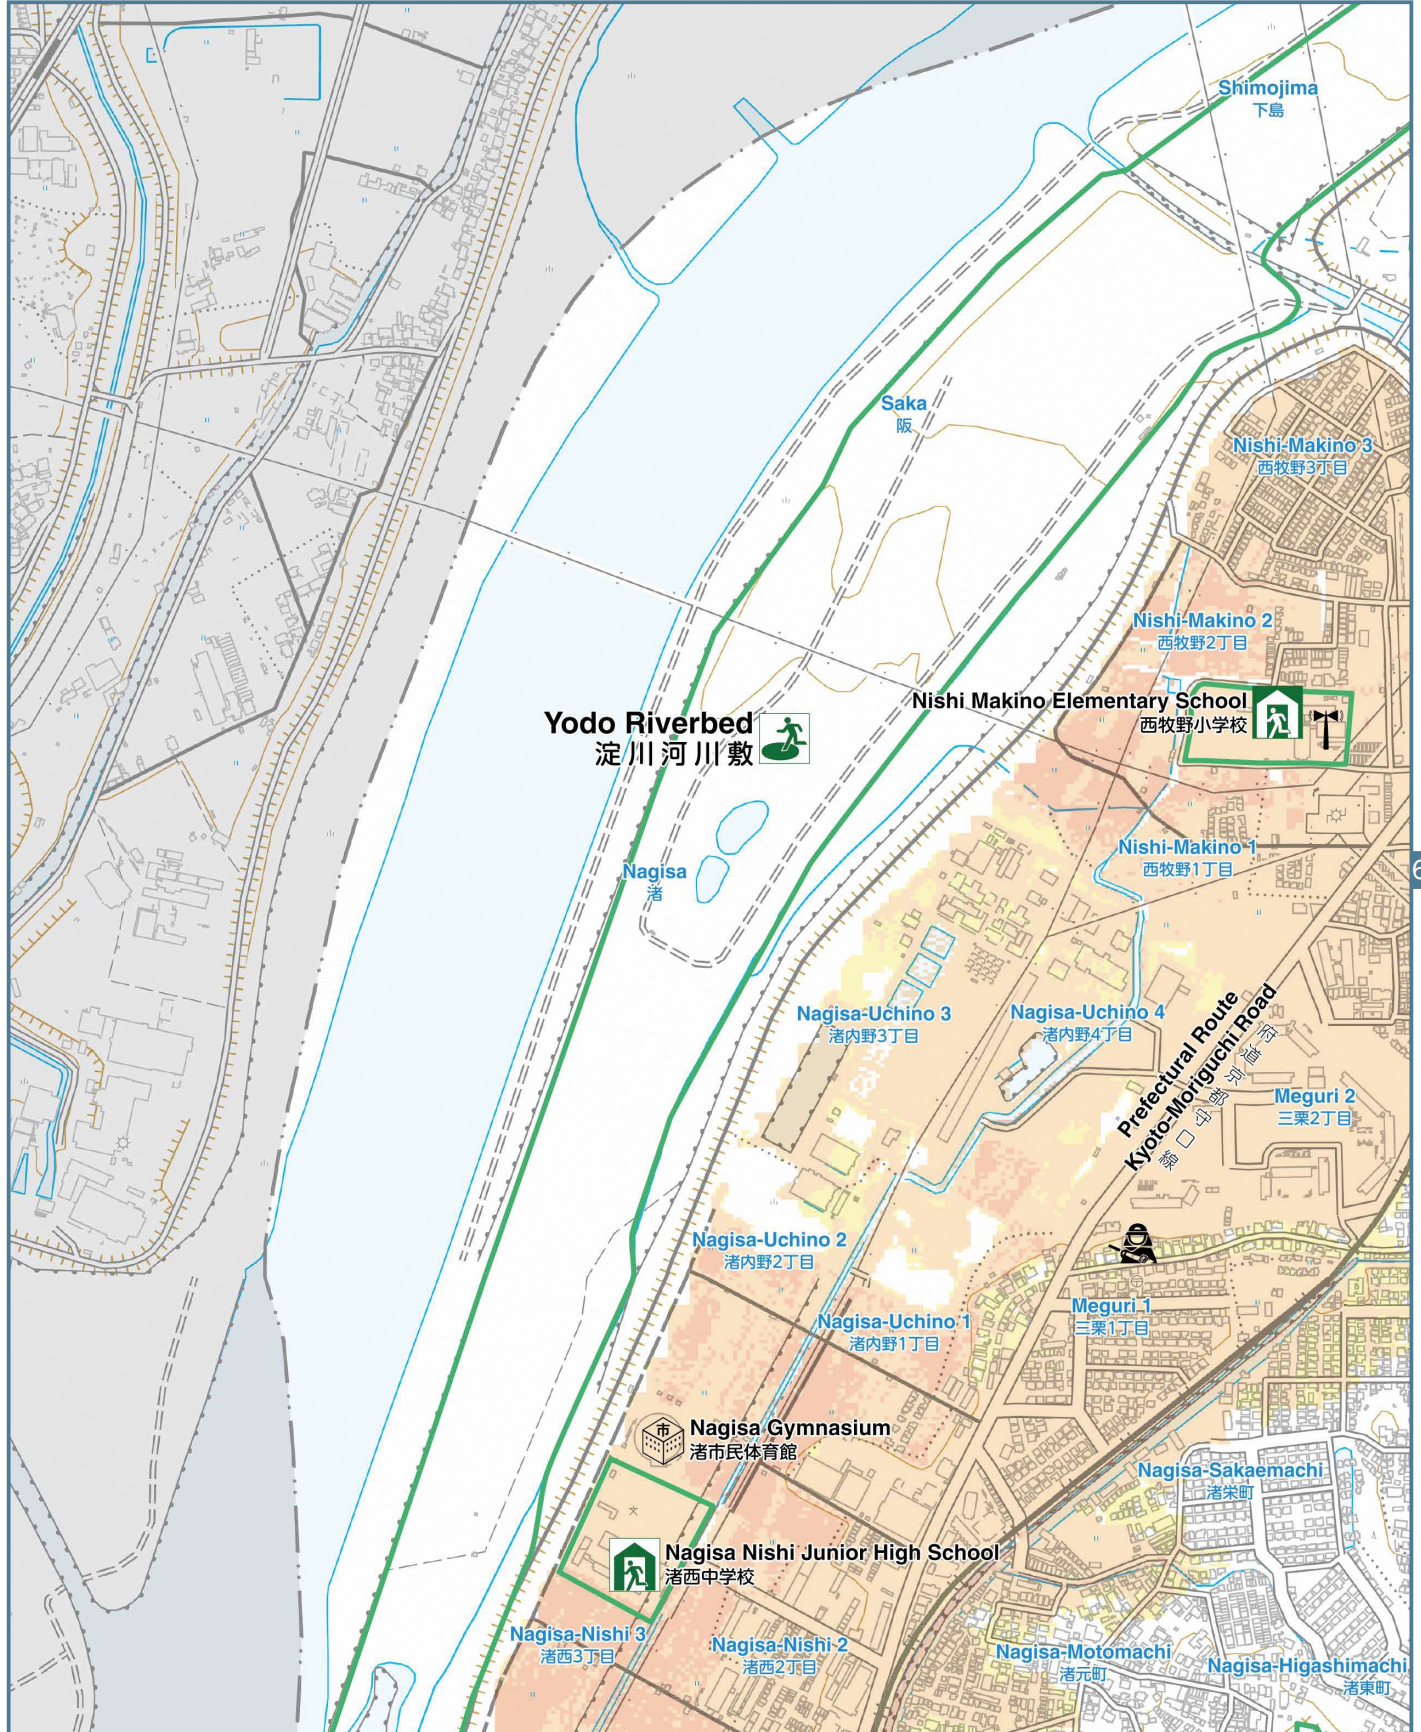 Shimojima
下島
Saka
阪
Nishi-Makino 3
西牧野3丁目
Nishi-Makino 2
西牧野2丁目
Nishi Makino Elementary School
西牧野小学校
Yodo Riverbed
淀川河川敷
Nishi-Makino 1
西牧野1丁目
6
Nagisa
渚
Nagisa-Uchino 3
渚内野3丁目
Nagisa-Uchino 4
渚内野4丁目
Prefectural Route
Kyoto-Moriguchi Road
府道京都守口線
Meguri 2
三栗2丁目
Nagisa-Uchino 2
渚内野2丁目
Meguri 1
三栗1丁目
Nagisa-Uchino 1
渚内野1丁目
市
Nagisa Gymnasium
渚市民体育館
Nagisa-Sakaemachi
渚栄町
文
Nagisa Nishi Junior High School
渚西中学校
Nagisa-Nishi 3
渚西3丁目
Nagisa-Nishi 2
渚西2丁目
Nagisa-Motomachi
渚元町
Nagisa-Higashimachi
渚東町